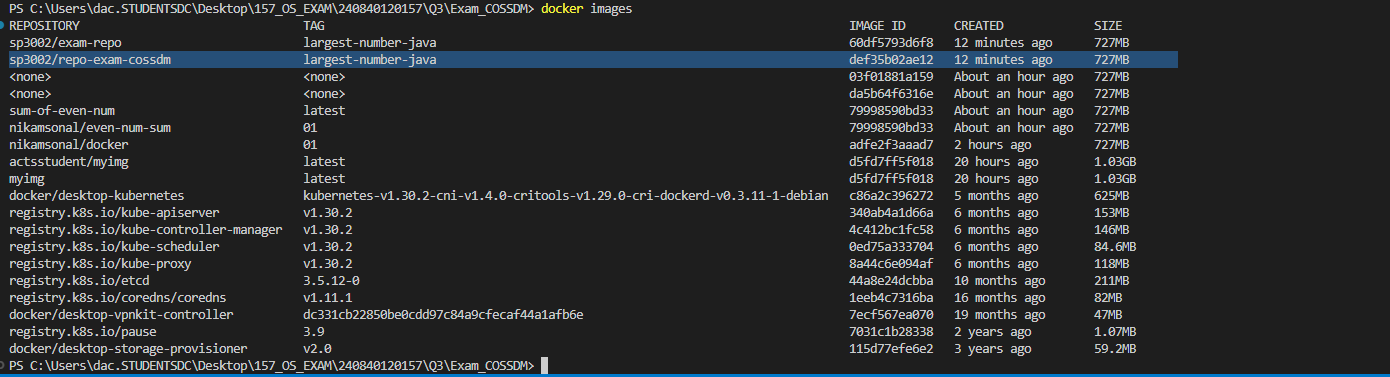 PS C:\Users\dac.STUDENTSDC\Desktop\157_OS_EXAM\240840120157\Q3\Exam_COSSDM> docker images
REPOSITORY TAG IMAGE ID CREATED SIZE
sp3002/exam-repo largest-number-java 60df5793d6f8 12 minutes ago 727MB
sp3002/repo-exam-cossdm largest-number-java def35b02ae12 12 minutes ago 727MB
<none> <none> 03f01881a159 About an hour ago 727MB
<none> <none> da5b64f6316e About an hour ago 727MB
sum-of-even-num latest 79998590bd33 About an hour ago 727MB
nikamsonal/even-num-sum 01 79998590bd33 About an hour ago 727MB
nikamsonal/docker 01 adfe2f3aaad7 2 hours ago 727MB
actsstudent/myimg latest d5fd7ff5f018 20 hours ago 1.03GB
myimg latest d5fd7ff5f018 20 hours ago 1.03GB
docker/desktop-kubernetes kubernetes-v1.30.2-cni-v1.4.0-critools-v1.29.0-cri-dockerd-v0.3.11-1-debian c86a2c396272 5 months ago 625MB
registry.k8s.io/kube-apiserver v1.30.2 340ab4a1d66a 6 months ago 153MB
registry.k8s.io/kube-controller-manager v1.30.2 4c412bc1fc58 6 months ago 146MB
registry.k8s.io/kube-scheduler v1.30.2 0ed75a333704 6 months ago 84.6MB
registry.k8s.io/kube-proxy v1.30.2 8a44c6e094af 6 months ago 118MB
registry.k8s.io/etcd 3.5.12-0 44a8e24dcbba 10 months ago 211MB
registry.k8s.io/coredns/coredns v1.11.1 1eeb4c7316ba 16 months ago 82MB
docker/desktop-vpnkit-controller dc331cb22850be0cdd97c84a9cfecaf44a1afb6e 7ecf567ea070 19 months ago 47MB
registry.k8s.io/pause 3.9 7031c1b28338 2 years ago 1.07MB
docker/desktop-storage-provisioner v2.0 115d77efe6e2 3 years ago 59.2MB
PS C:\Users\dac.STUDENTSDC\Desktop\157_OS_EXAM\240840120157\Q3\Exam_COSSDM>